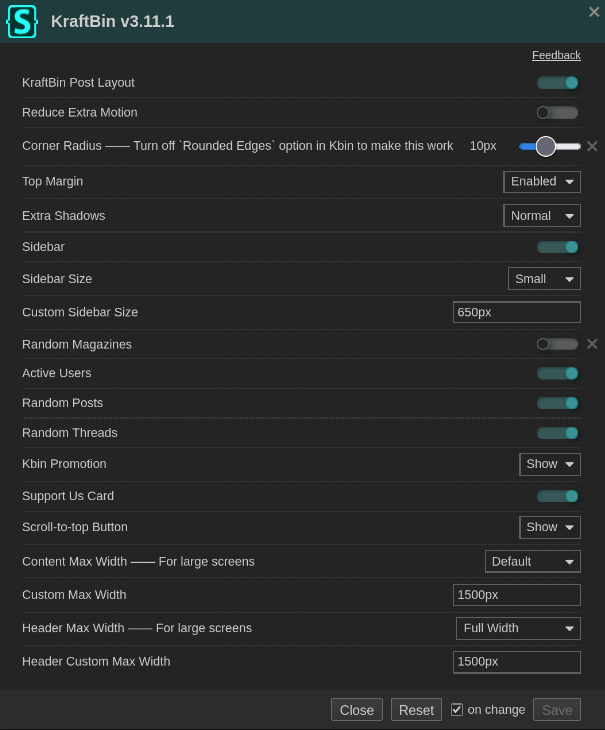 S KraftBin v3.11.1
Feedback
KraftBin Post Layout
Reduce Extra Motion
Corner Radius —— Turn off `Rounded Edges` option in Kbin to make this work 10px
Top Margin Enabled
Extra Shadows Normal
Sidebar
Sidebar Size Small
Custom Sidebar Size 650px
Random Magazines
Active Users
Random Posts
Random Threads
Kbin Promotion Show
Support Us Card
Scroll-to-top Button Show
Content Max Width —— For large screens Default
Custom Max Width 1500px
Header Max Width —— For large screens Full Width
Header Custom Max Width 1500px
Close Reset on change Save